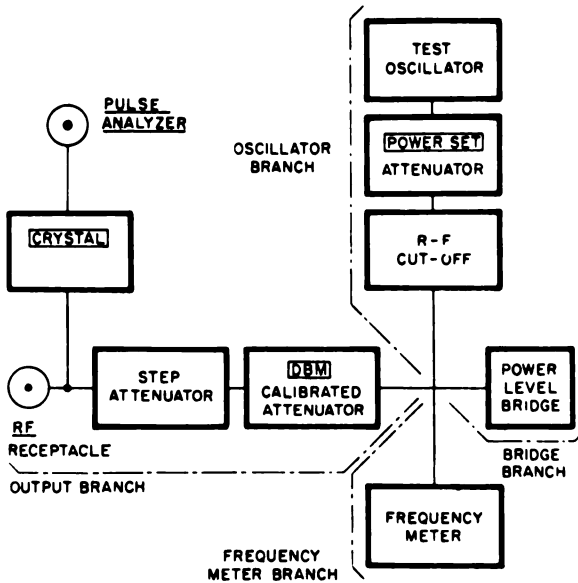 TEST
OSCILLATOR
PULSE
ANALYZER
OSCILLATOR
BRANCH
POWER SET
ATTENUATOR
CRYSTAL
R-F
CUT-OFF
STEP
ATTENUATOR
DBM
CALIBRATED
ATTENUATOR
POWER
LEVEL
BRIDGE
RF
RECEPTACLE
BRIDGE
BRANCH
OUTPUT BRANCH
FREQUENCY
METER
FREQUENCY
METER BRANCH